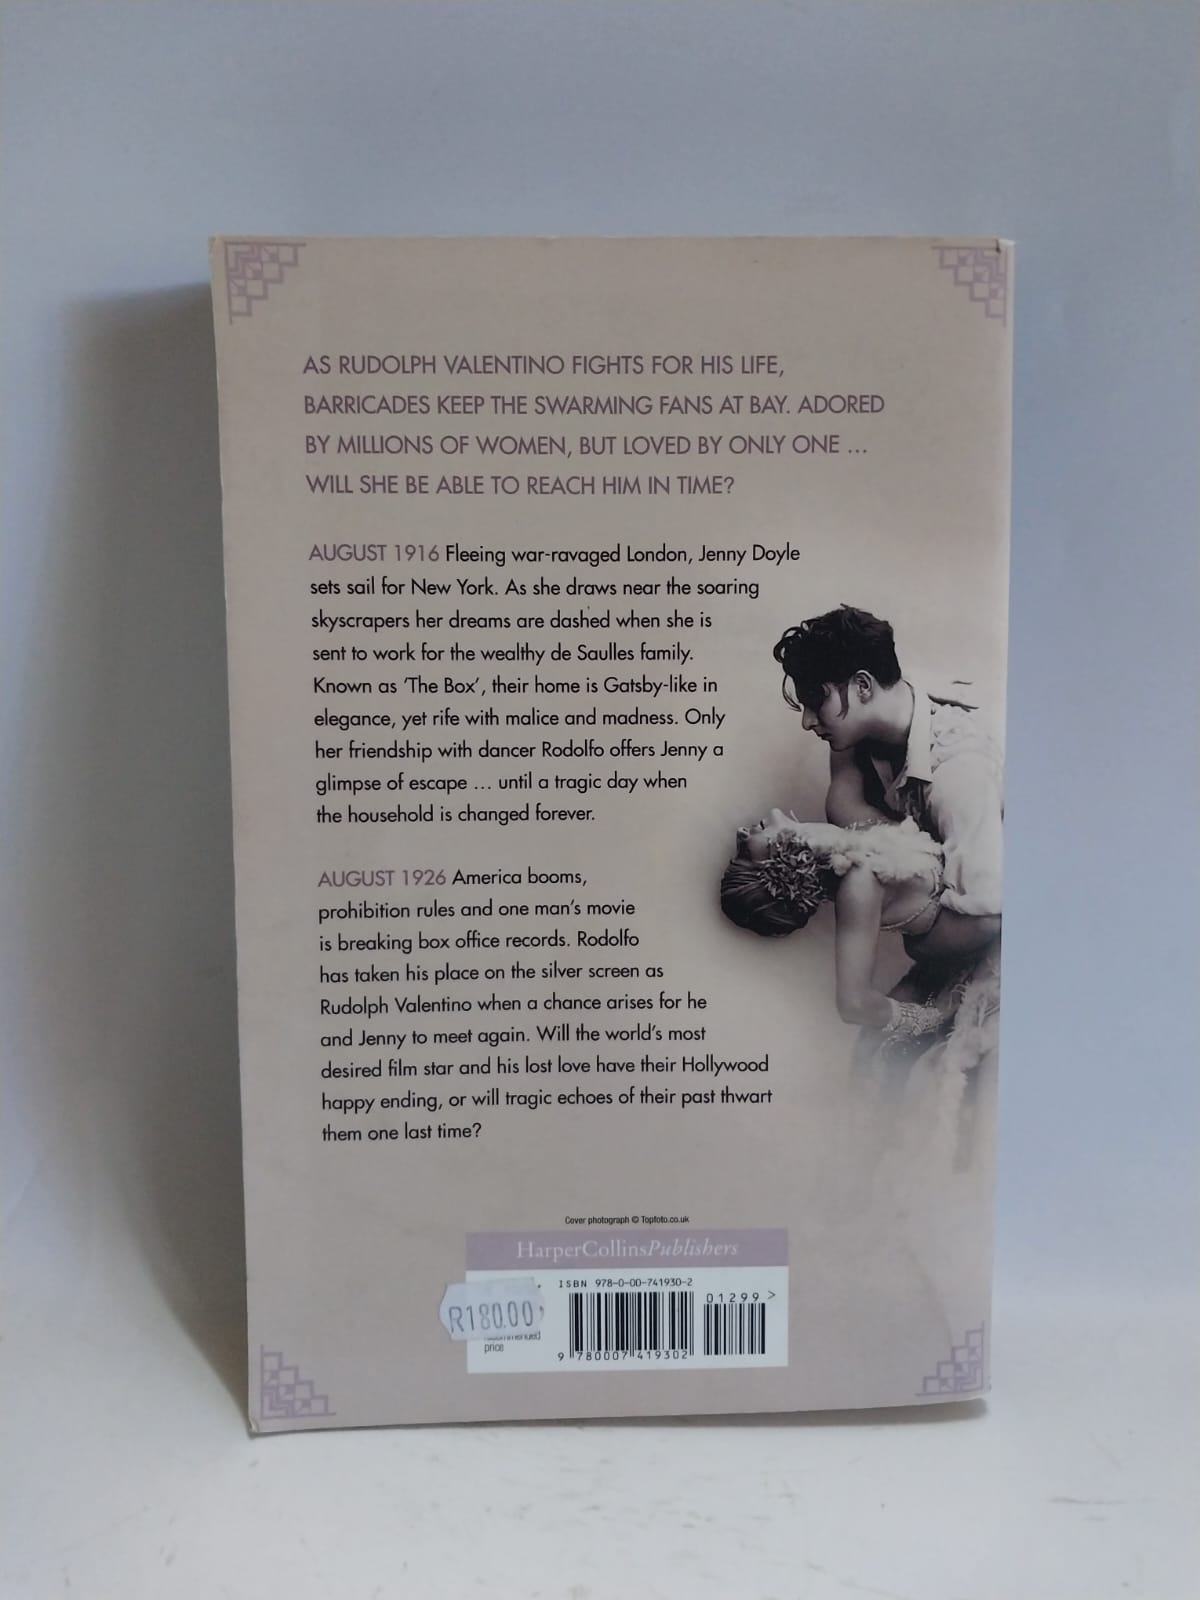 AS RUDOLPH VALENTINO FIGHTS FOR HIS LIFE,
BARRICADES KEEP THE SWARMING FANS AT BAY. ADORED
BY MILLIONS OF WOMEN, BUT LOVED BY ONLY ONE ...
WILL SHE BE ABLE TO REACH HIM IN TIME?
AUGUST 1916 Fleeing war-ravaged London, Jenny Doyle
sets sail for New York. As she draws near the soaring
skyscrapers her dreams are dashed when she is
sent to work for the wealthy de Saulles family.
Known as 'The Box', their home is Gatsby-like in
elegance, yet rife with malice and madness. Only
her friendship with dancer Rodolfo offers Jenny a
glimpse of escape ... until a tragic day when
the household is changed forever.
AUGUST 1926 America booms,
prohibition rules and one man's movie
is breaking box office records. Rodolfo
has taken his place on the silver screen as
Rudolph Valentino when a chance arises for he
and Jenny to meet again. Will the world's most
desired film star and his lost love have their Hollywood
happy ending, or will tragic echoes of their past thwart
them one last time?
Cover photograph © Topfoto.co.uk
HarperCollinsPublishers
ISBN 978-0-00-741930-2
01299 >
R180.00
recommended
price
9 780007 419302